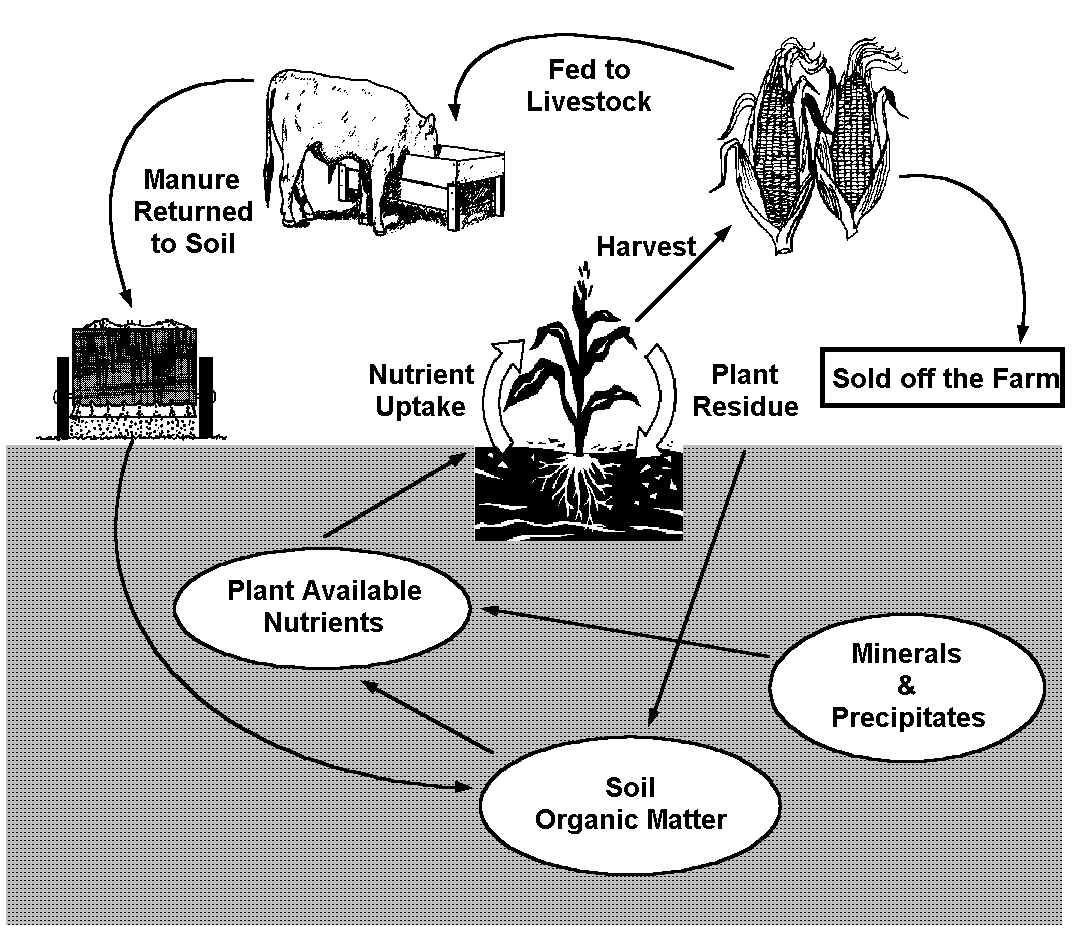 Fed to
Livestock
Manure
Returned
to Soil
Harvest
Nutrient
Uptake
Plant
Residue
Sold off the Farm
Plant Available
Nutrients
Minerals
&
Precipitates
Soil
Organic Matter